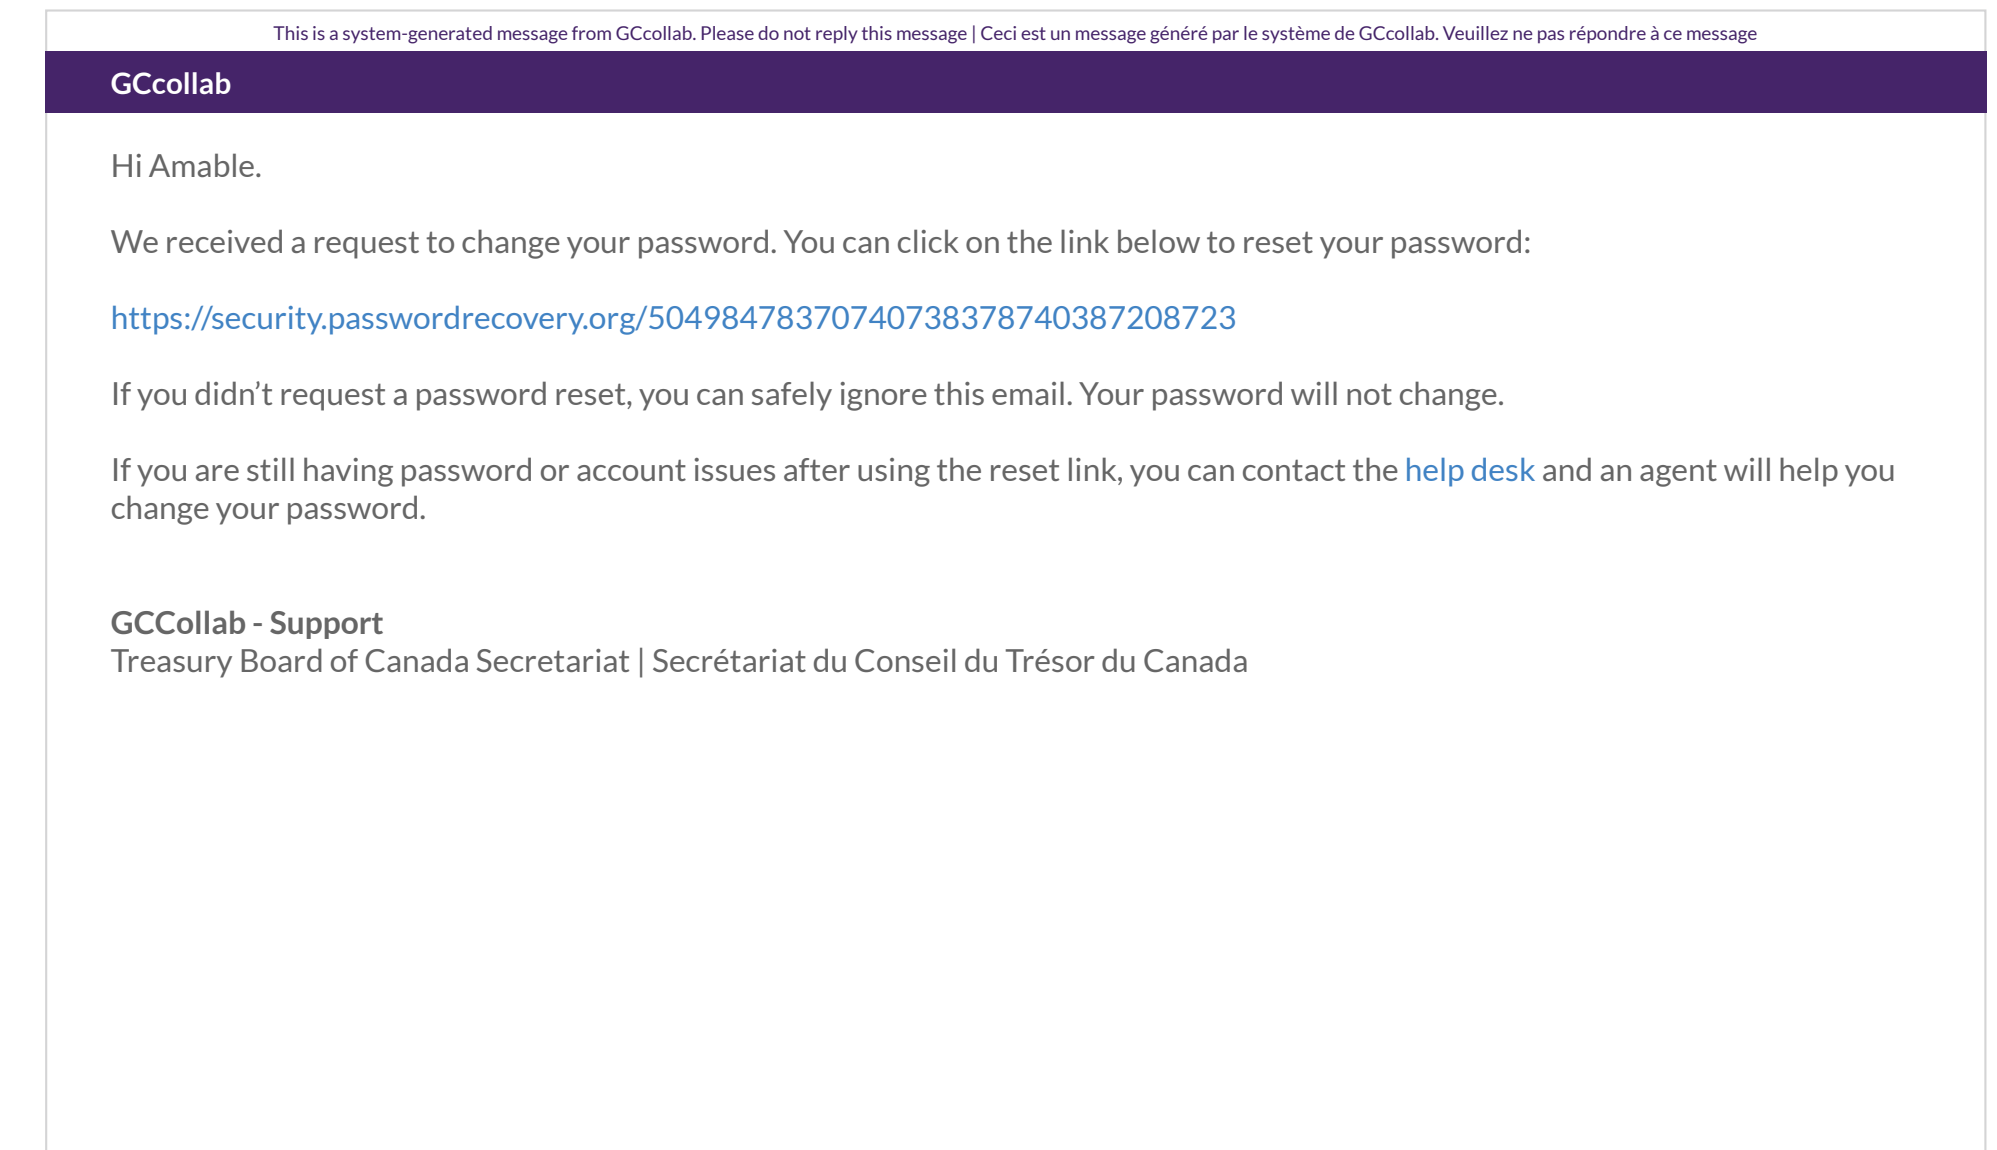 This is a system-generated message from GCcollab. Please do not reply this message | Ceci est un message généré par le système de GCcollab. Veuillez ne pas répondre à ce message
GCcollab
Hi Amable.
We received a request to change your password. You can click on the link below to reset your password:
https://security.passwordrecovery.org/50498478370740738378740387208723
If you didn’t request a password reset, you can safely ignore this email. Your password will not change.
If you are still having password or account issues after using the reset link, you can contact the help desk and an agent will help you
change your password.
GCCollab - Support
Treasury Board of Canada Secretariat | Secrétariat du Conseil du Trésor du Canada